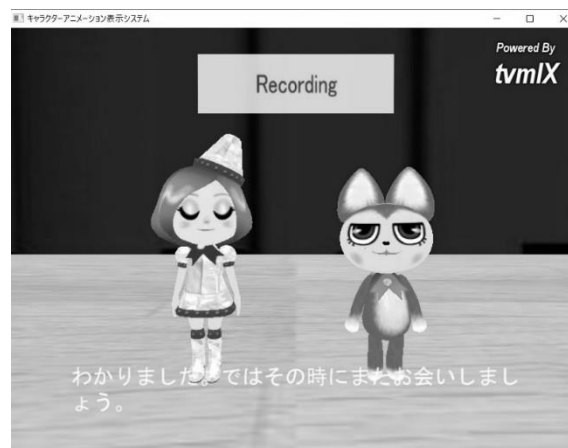 キャラクターアニメーション表示システム
Powered By
tvmlX
Recording
わかりました。ではその時にまたお会いしまし
ょう。